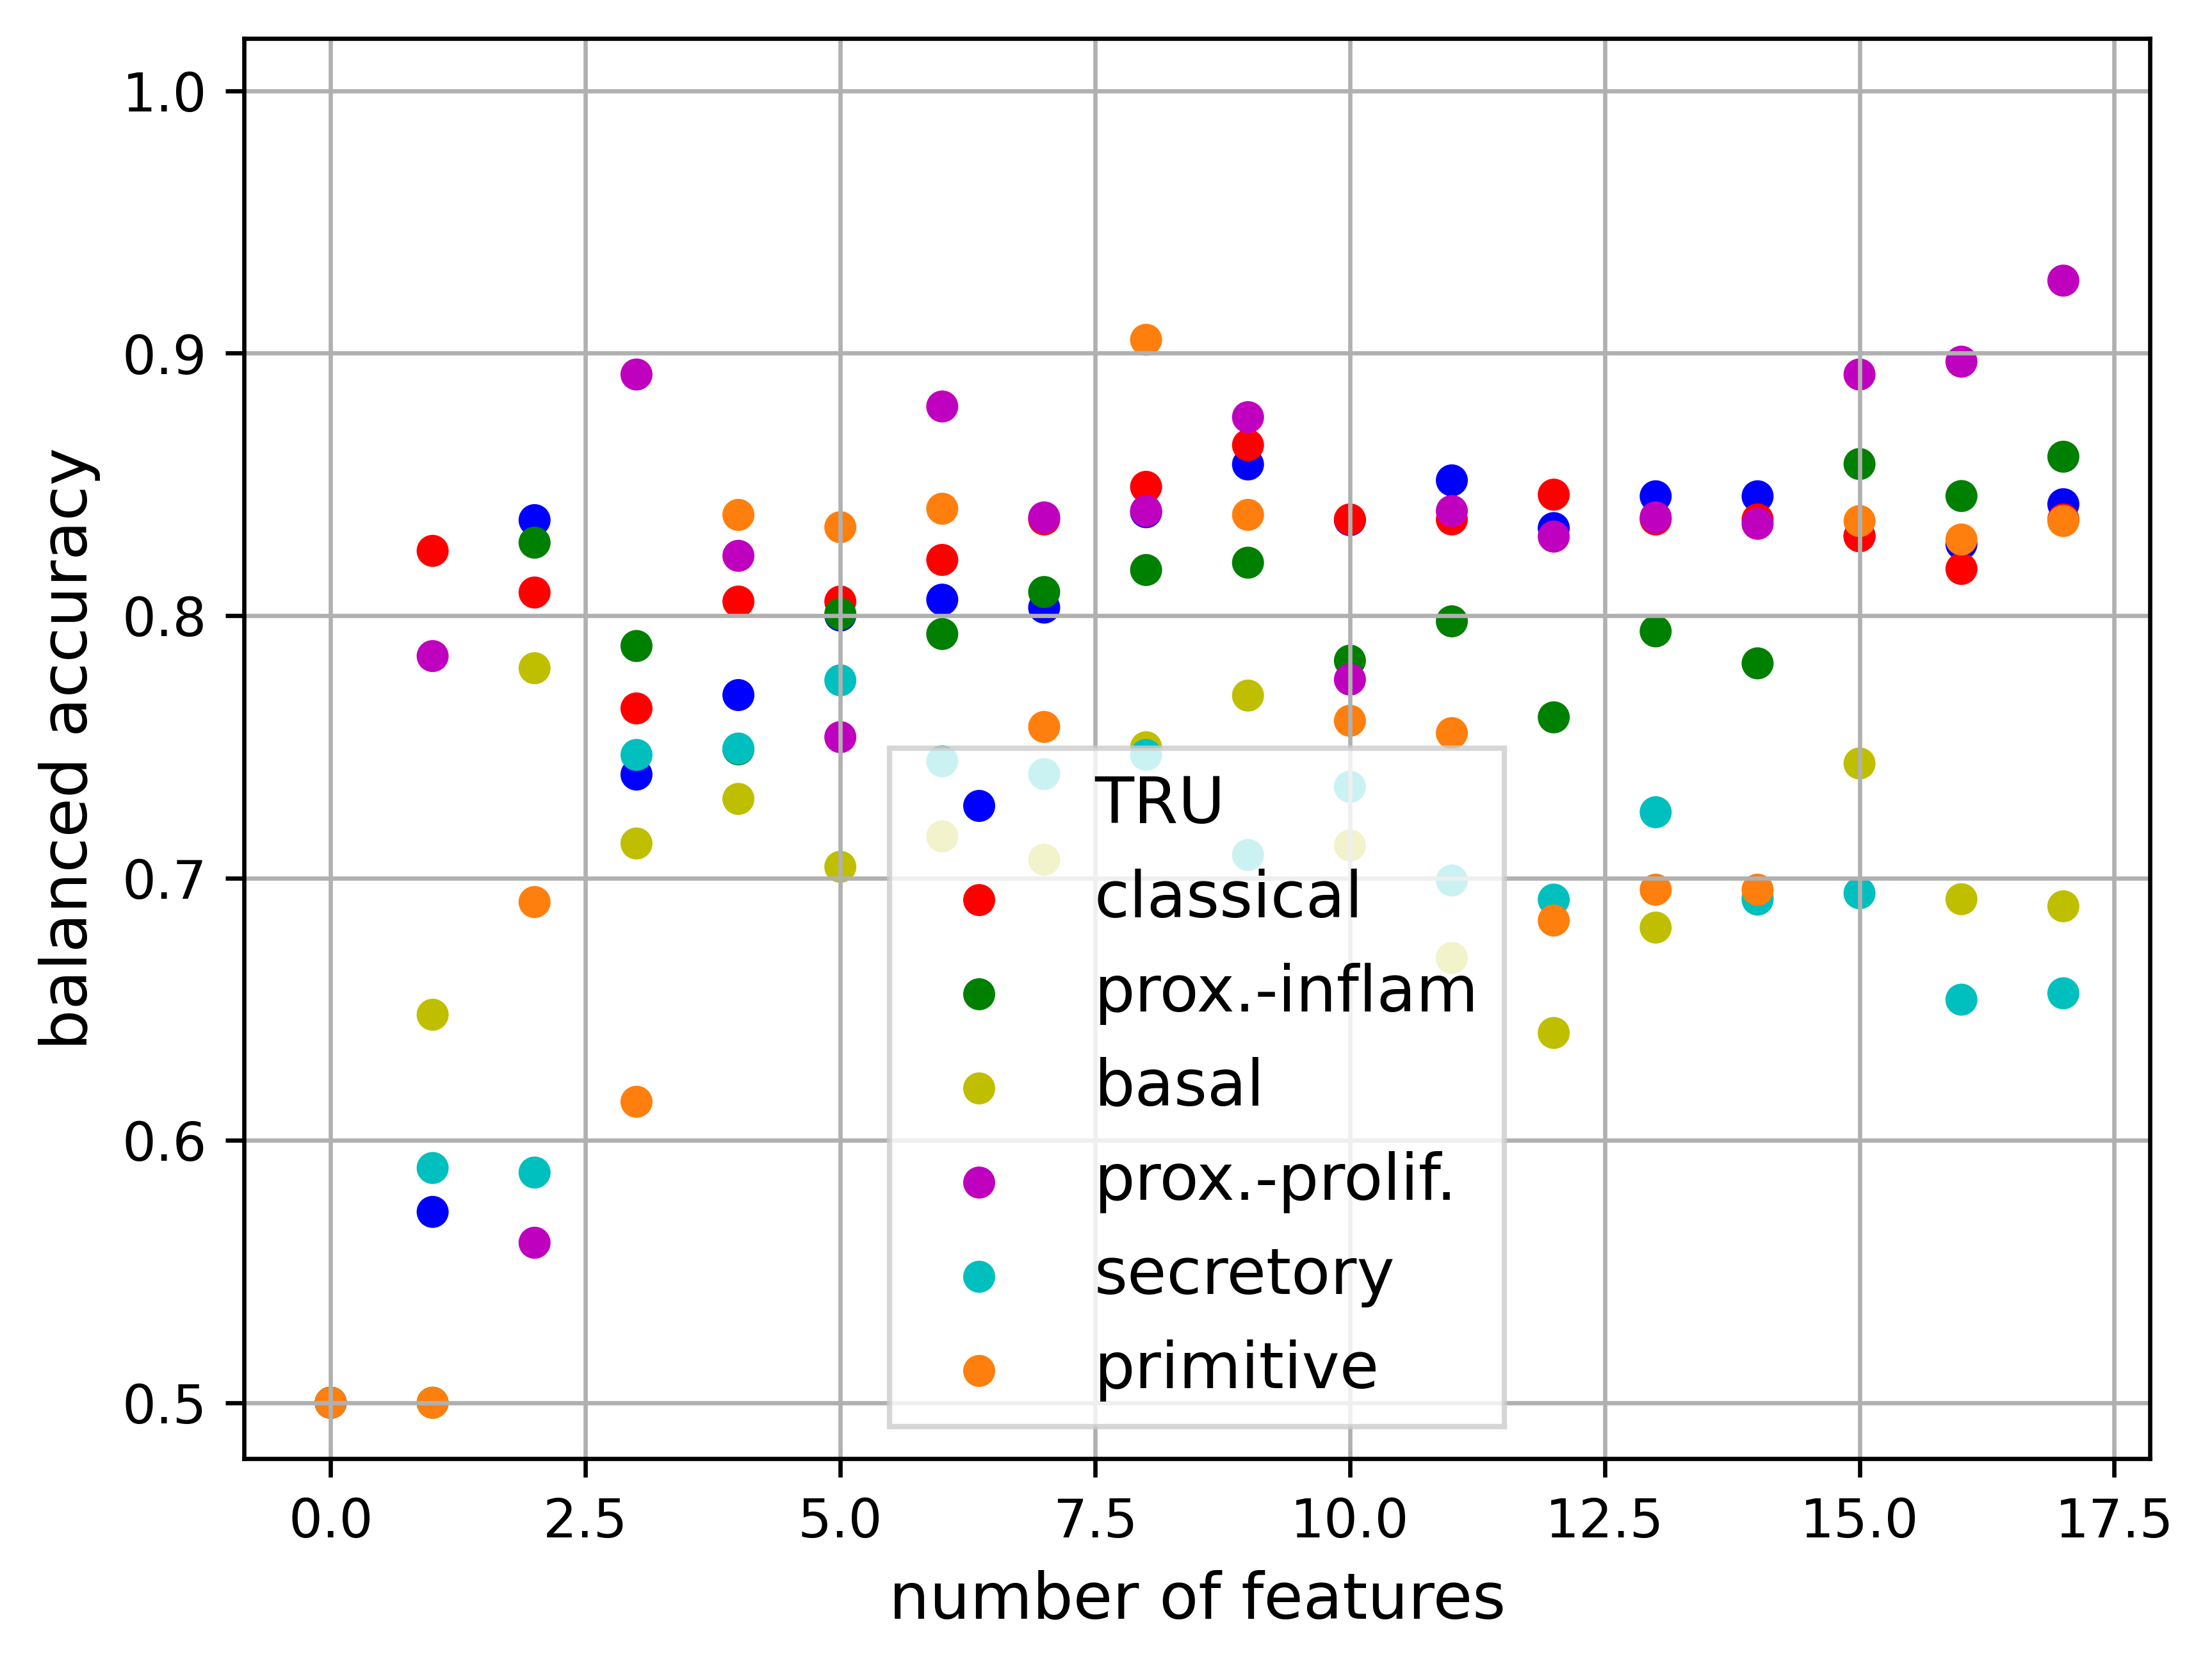 1.0
0.9
0.8
0.7
0.6
0.5
balanced accuracy
TRU
classical
prox.-inflam
basal
prox.-prolif.
secretory
primitive
0.0 2.5 5.0 7.5 10.0 12.5 15.0 17.5
number of features